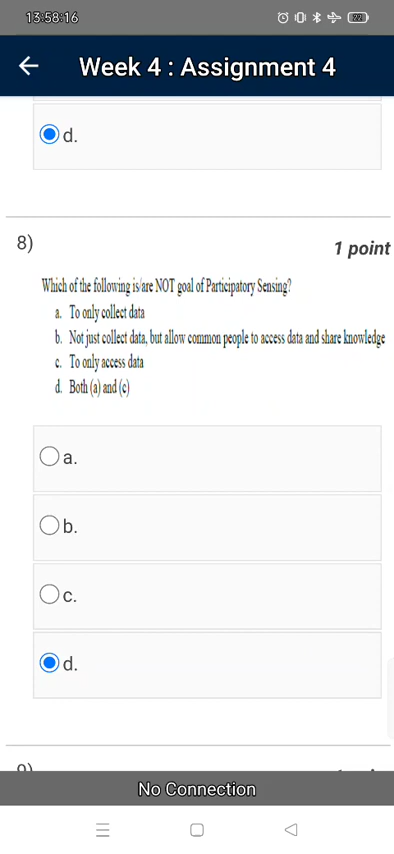 13:58:16
22
Week 4 : Assignment 4
d.
8)
1 point
Which of the following is/are NOT goal of Participatory Sensing?
a. To only collect data
b. Not just collect data, but allow common people to access data and share knowledge
c. To only access data
d. Both (a) and (c)
a.
b.
c.
d.
No Connection